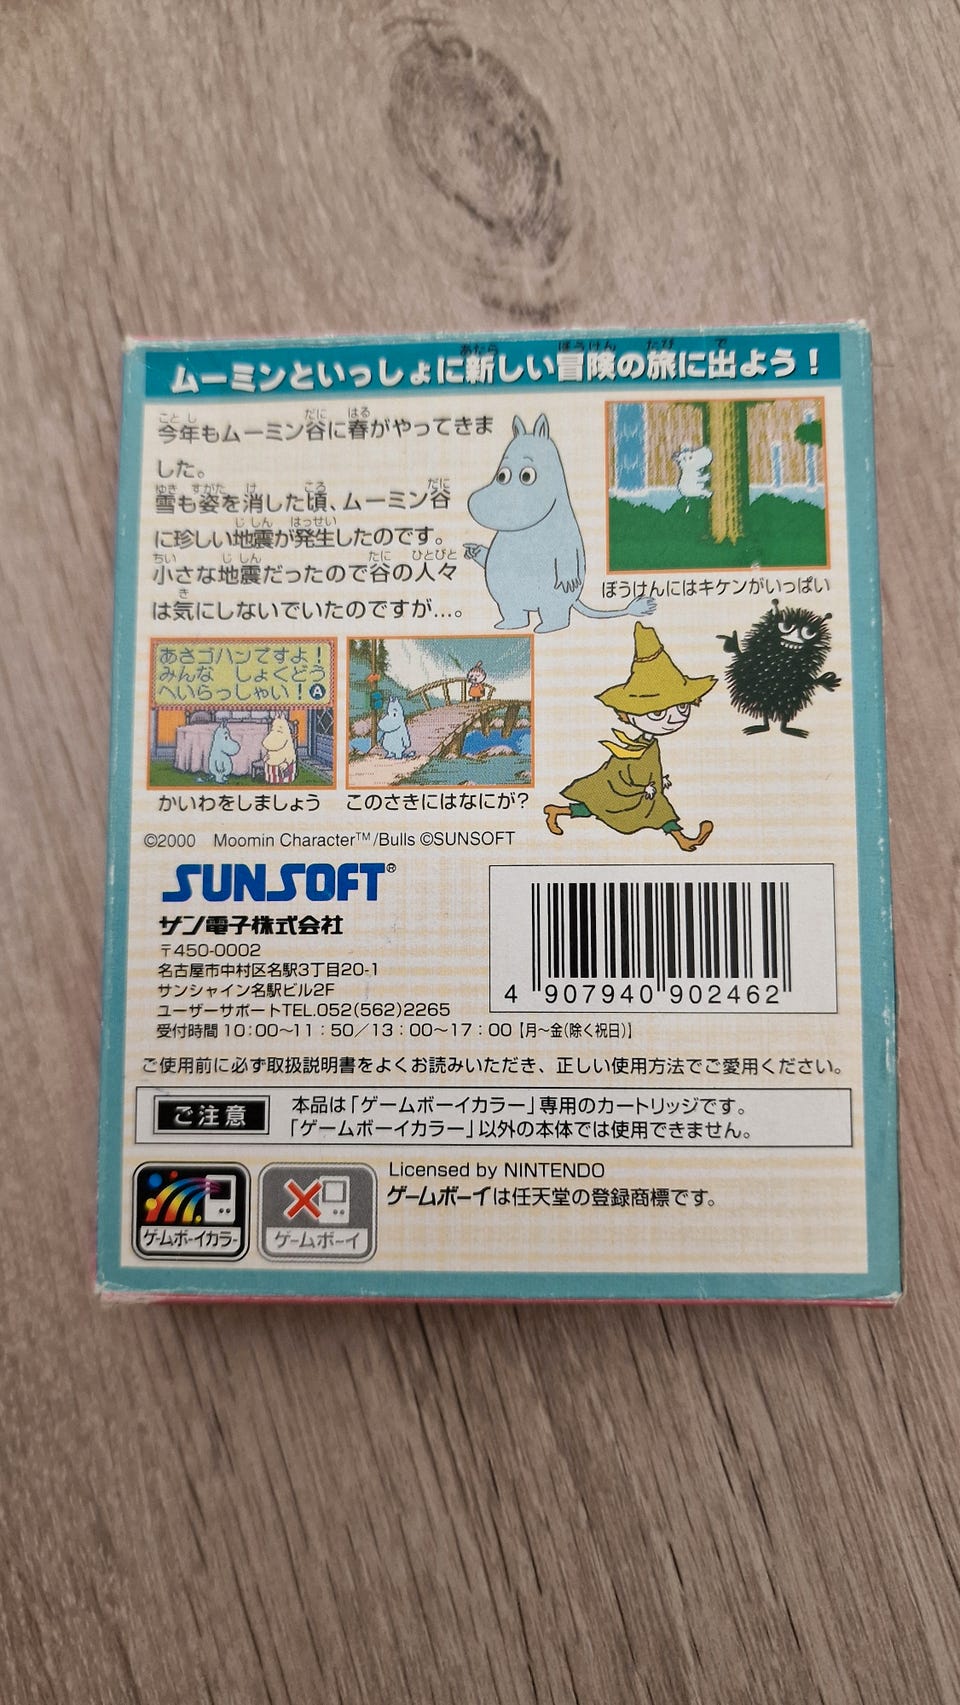 ムーミンといっしょに新しい冒険の旅に出よう！
今年もムーミン谷に春がやってきま
した。
雪も姿を消した頃、ムーミン谷
に珍しい地震が発生したのです。
小さな地震だったので谷の人々
は気にしないでいたのですが…。
ぼうけんにはキケンがいっぱい
あさゴハンですよ！
みんな しょくどう
へいらっしゃい！A
かいわをしましょう
このさきにはなにが?
©2000 Moomin Character™/Bulls ©SUNSOFT
SUNSOFT®
サン電子株式会社
〒450-0002
名古屋市中村区名駅3丁目20-1
サンシャイン名駅ビル2F
ユーザーサポートTEL.052(562)2265
受付時間 10:00〜11:50／13:00〜17:00【月〜金(除く祝日)】
4 907940 902462
ご使用前に必ず取扱説明書をよくお読みいただき、正しい使用方法でご愛用ください。
ご注意
本品は「ゲームボーイカラー」専用のカートリッジです。
「ゲームボーイカラー」以外の本体では使用できません。
Licensed by NINTENDO
ゲームボーイは任天堂の登録商標です。
ゲームボーイカラー
ゲームボーイ